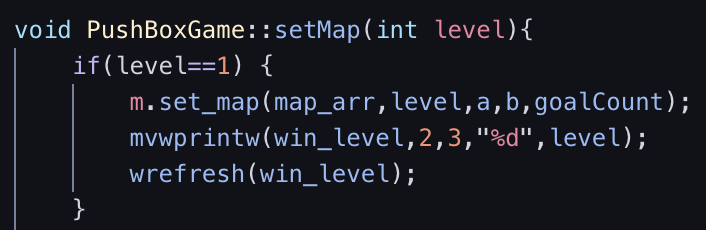 void PushBoxGame::setMap(int level){
    if(level==1) {
        m.set_map(map_arr,level,a,b,goalCount);
        mvwprintw(win_level,2,3,"%d",level);
        wrefresh(win_level);
    }